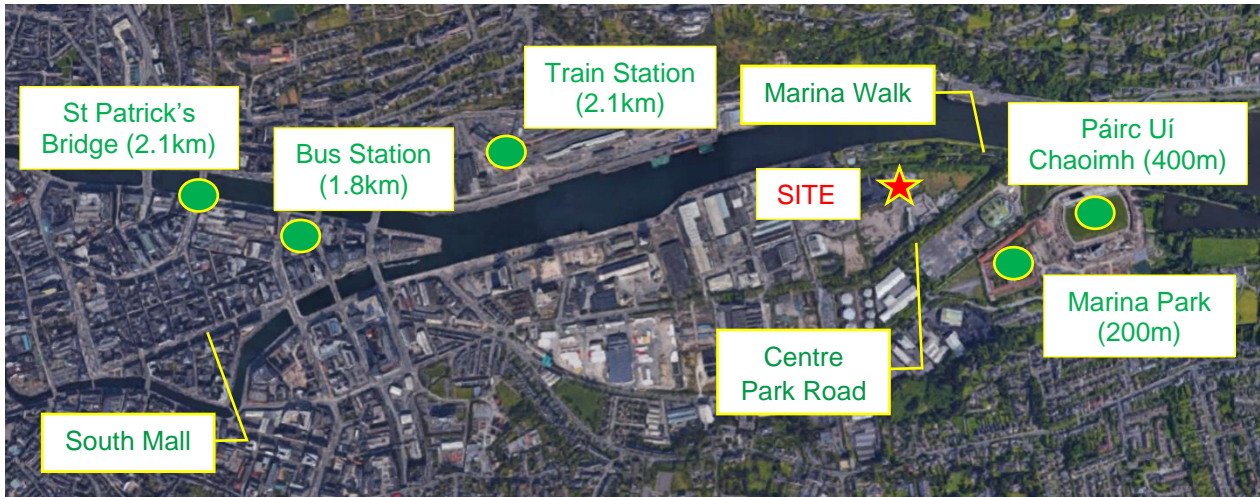 St Patrick's
Bridge (2.1km)
Bus Station
(1.8km)
Train Station
(2.1km)
Marina Walk
Páirc Uí
Chaoimh (400m)
SITE
Marina Park
(200m)
Centre
Park Road
South Mall